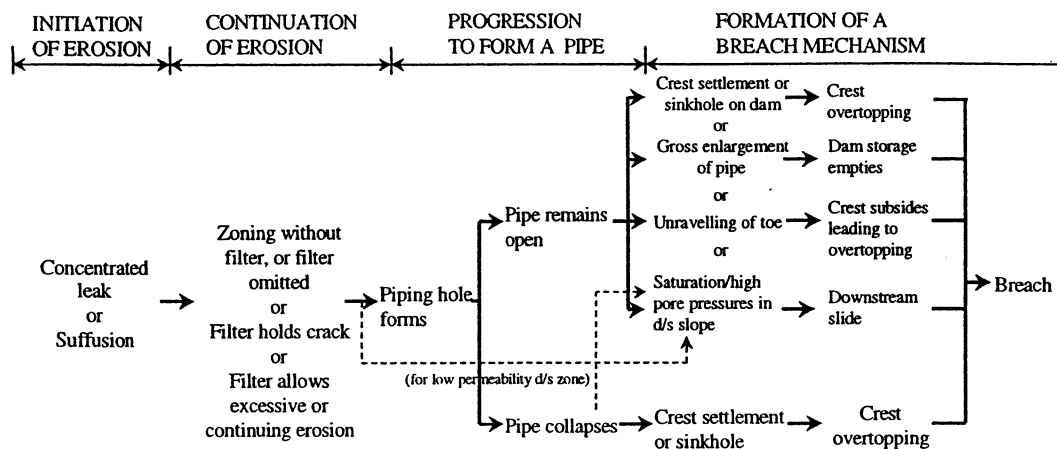 INITIATION
OF EROSION
CONTINUATION
OF EROSION
PROGRESSION
TO FORM A PIPE
FORMATION OF A
BREACH MECHANISM
Concentrated
leak
or
Suffusion
Zoning without
filter, or filter
omitted
or
Filter holds crack
or
Filter allows
excessive or
continuing erosion
Piping hole
forms
Pipe remains
open
Pipe collapses
(for low permeability d/s zone)
Crest settlement or
sinkhole on dam
or
Gross enlargement
of pipe
or
Unravelling of toe
or
Saturation/high
pore pressures in
d/s slope
Crest settlement
or sinkhole
Crest
overtopping
Dam storage
empties
Crest subsides
leading to
overtopping
Downstream
slide
Crest
overtopping
Breach